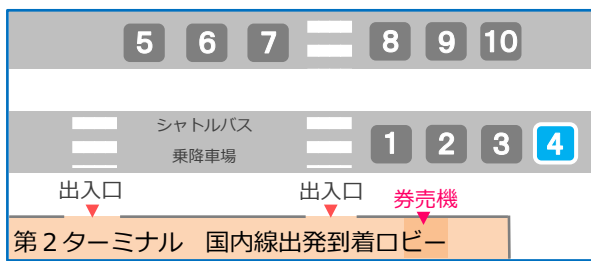 5 6 7 8 9 10
シャトルバス
乗降車場
1 2 3 4
出入口 出入口 券売機
第2ターミナル 国内線出発到着ロビー